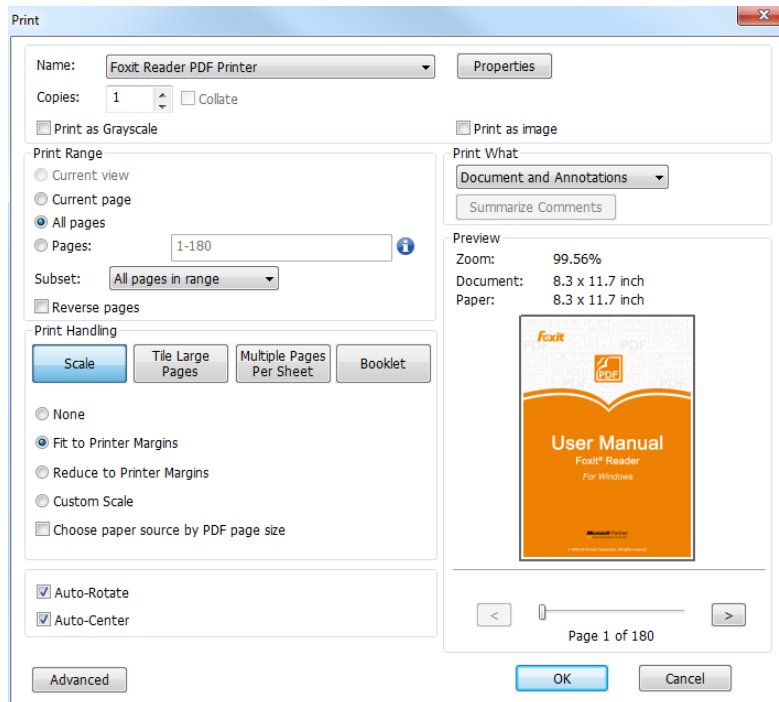 Print
Name: Foxit Reader PDF Printer Properties
Copies: 1 Collate
Print as Grayscale Print as image
Print Range
Current view
Current page
All pages
Pages: 1-180
Subset: All pages in range
Reverse pages
Print What
Document and Annotations
Summarize Comments
Print Handling
Scale
Tile Large
Pages
Multiple Pages
Per Sheet
Booklet
None
Fit to Printer Margins
Reduce to Printer Margins
Custom Scale
Choose paper source by PDF page size
Auto-Rotate
Auto-Center
Preview
Zoom: 99.56%
Document: 8.3 x 11.7 inch
Paper: 8.3 x 11.7 inch
Foxit
PDF
User Manual
Foxit® Reader
For Windows
<
>
Page 1 of 180
Advanced
OK
Cancel